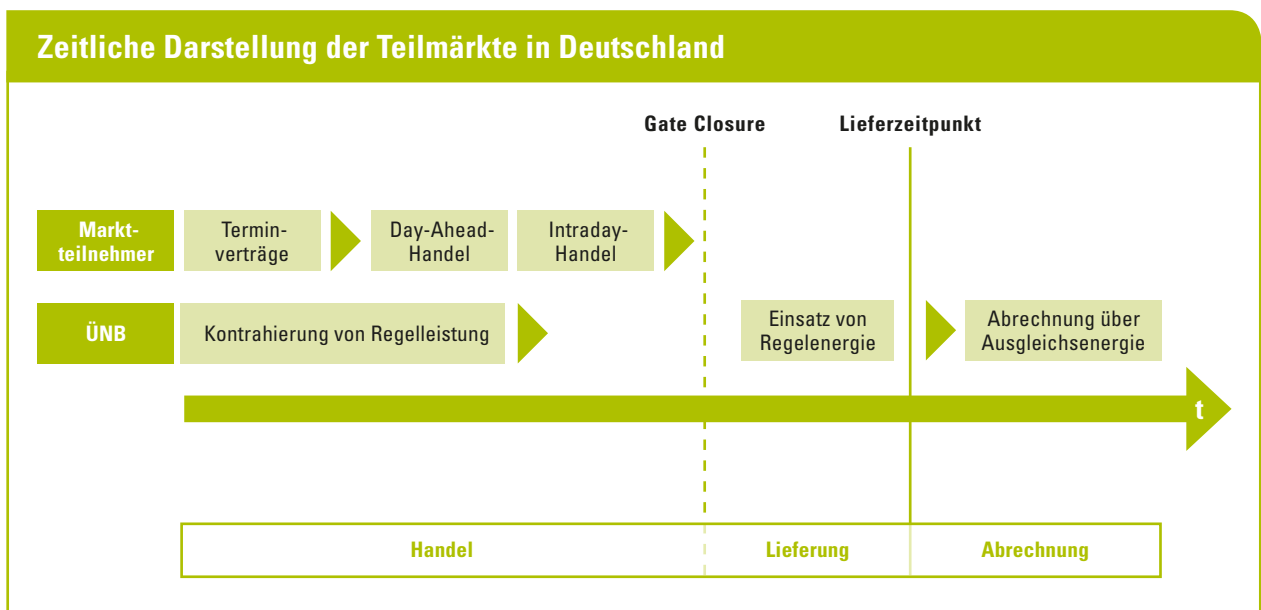 Zeitliche Darstellung der Teilmärkte in Deutschland
Gate Closure
Lieferzeitpunkt
Markt-
teilnehmer
Termin-
verträge
Day-Ahead-
Handel
Intraday-
Handel
ÜNB
Kontrahierung von Regelleistung
Einsatz von
Regelenergie
Abrechnung über
Ausgleichsenergie
t
Handel
Lieferung
Abrechnung